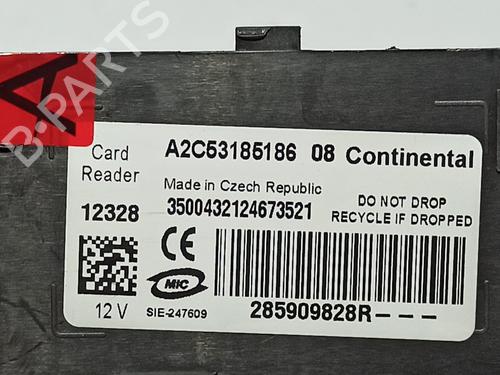 A
B-PARTS
Card Reader
A2C53185186 08 Continental
Made in Czech Republic
12328
3500432124673521
DO NOT DROP
RECYCLE IF DROPPED
CE
MIC
12 V
SIE-247609
285909828R---